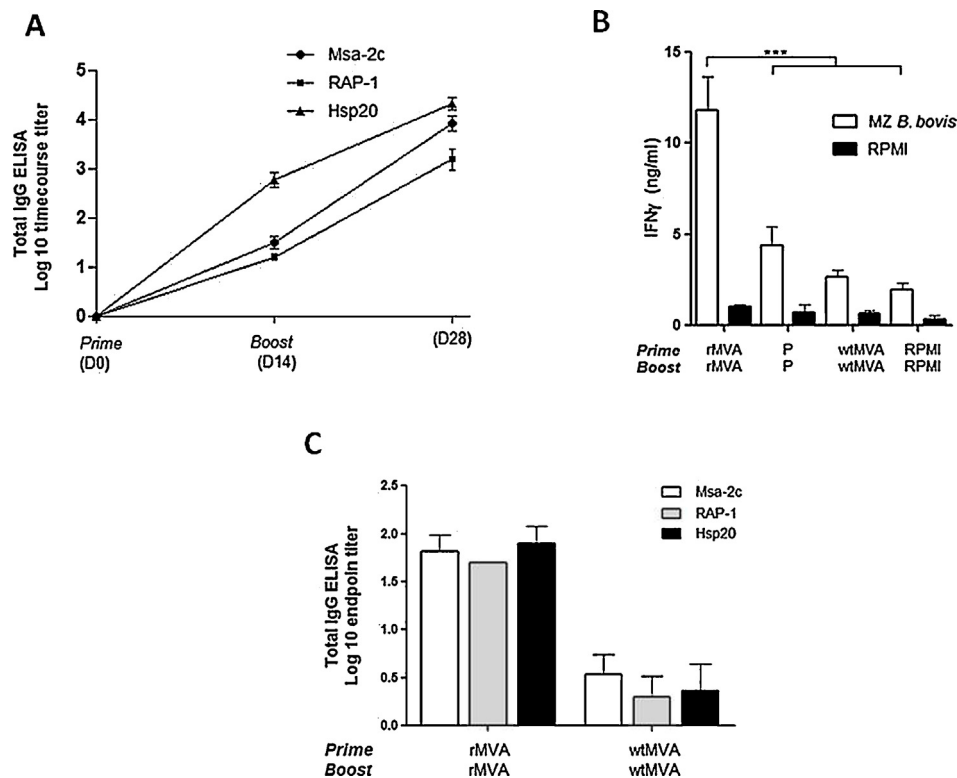 A
Msa-2c
RAP-1
Hsp20
Total IgG ELISA
Log 10 timecourse titer
5
4
3
2
1
0
Prime
(D0)
Boost
(D14)
(D28)
B
***
MZ B. bovis
RPMI
IFNγ (ng/ml)
15
10
5
0
Prime rMVA P wtMVA RPMI
Boost rMVA P wtMVA RPMI
C
Msa-2c
RAP-1
Hsp20
Total IgG ELISA
Log 10 endpoin titer
2.5
2.0
1.5
1.0
0.5
0.0
Prime rMVA wtMVA
Boost rMVA wtMVA